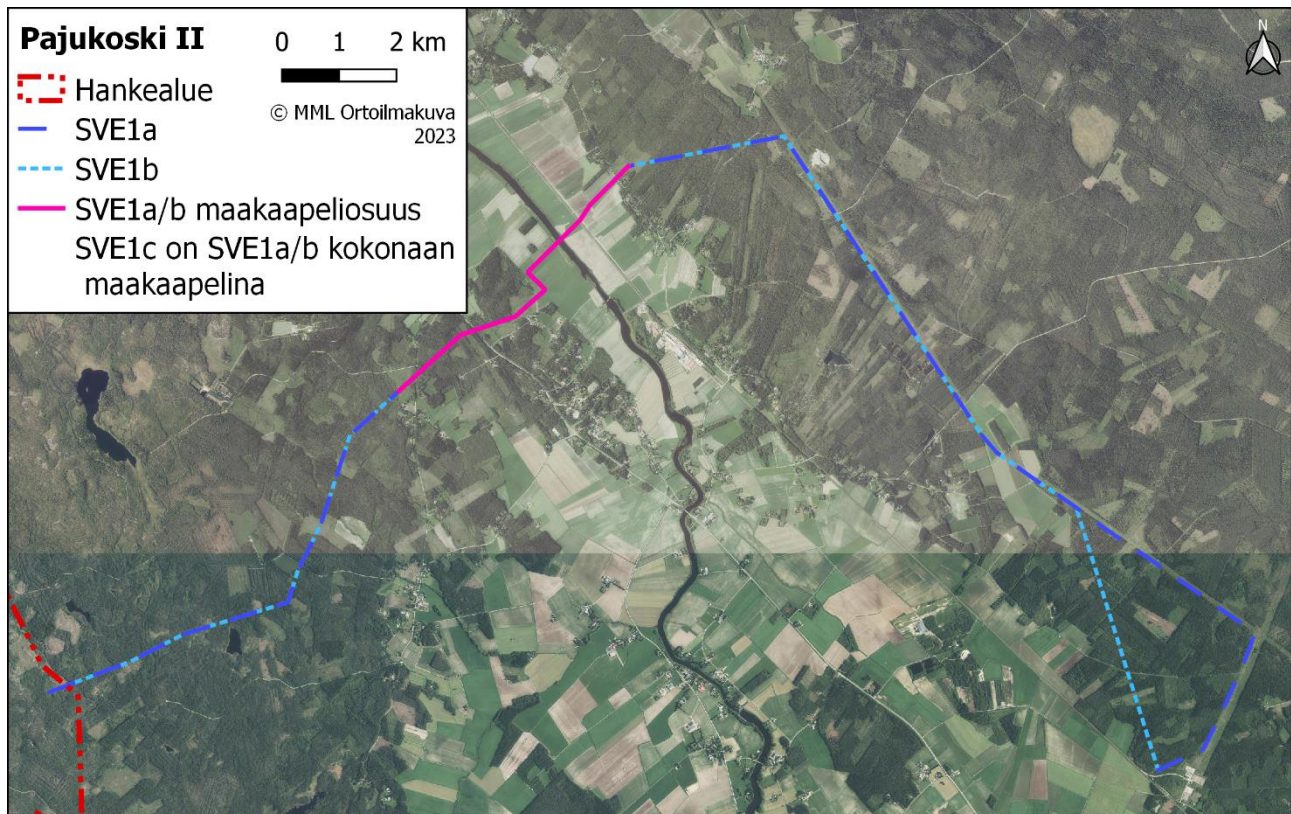 Pajukoski II
0 1 2 km
Hankealue
© MML Ortoilmakuva
2023
SVE1a
SVE1b
SVE1a/b maakaapeliosuus
SVE1c on SVE1a/b kokonaan
maakaapelina
N